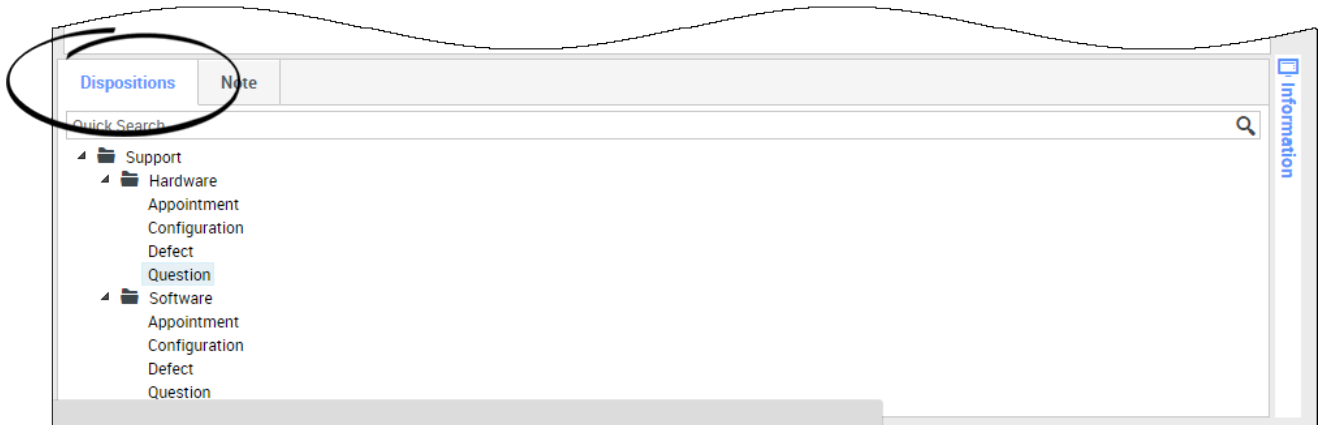 Dispositions Note
Quick Search
Support
Hardware
Appointment
Configuration
Defect
Question
Software
Appointment
Configuration
Defect
Question
Information